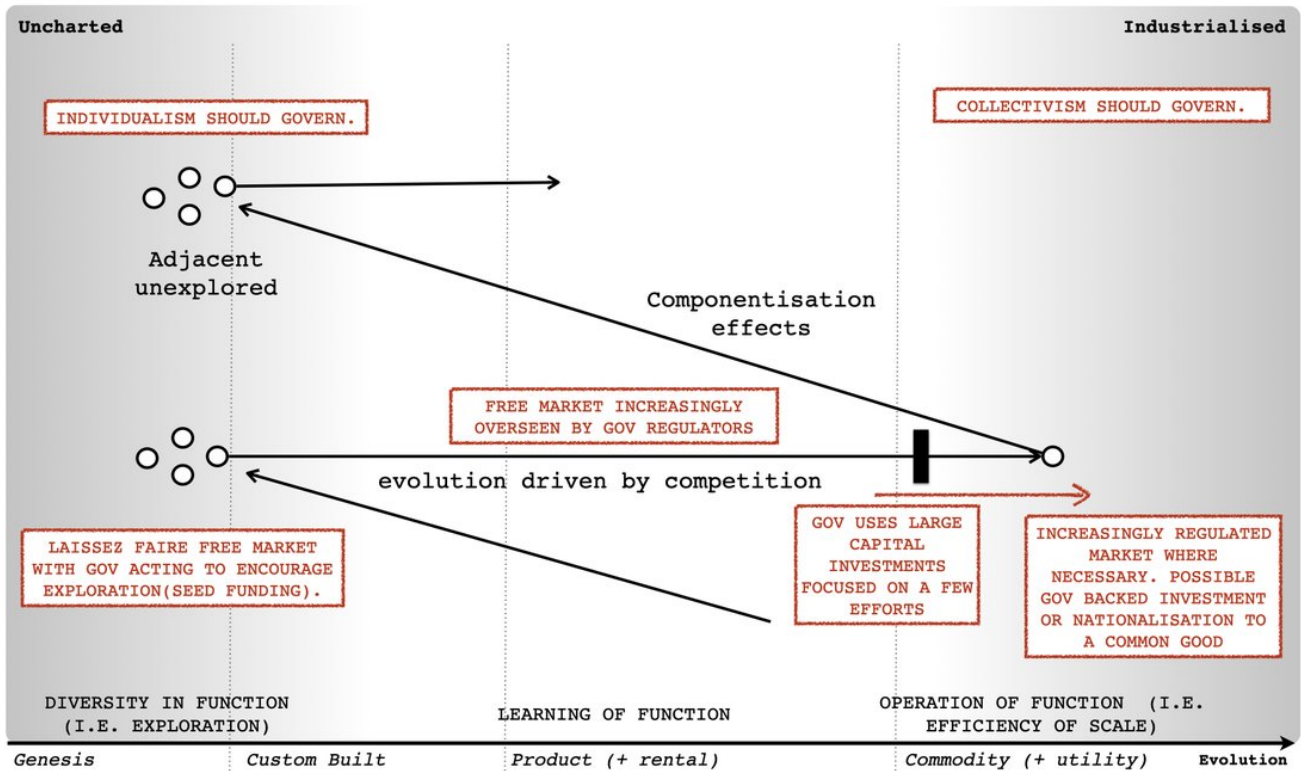 Uncharted
Industrialised
INDIVIDUALISM SHOULD GOVERN.
COLLECTIVISM SHOULD GOVERN.
Adjacent
unexplored
Componentisation
effects
FREE MARKET INCREASINGLY
OVERSEEN BY GOV REGULATORS
evolution driven by competition
LAISSEZ FAIRE FREE MARKET
WITH GOV ACTING TO ENCOURAGE
EXPLORATION(SEED FUNDING).
GOV USES LARGE
CAPITAL
INVESTMENTS
FOCUSED ON A FEW
EFFORTS
INCREASINGLY REGULATED
MARKET WHERE
NECESSARY. POSSIBLE
GOV BACKED INVESTMENT
OR NATIONALISATION TO
A COMMON GOOD
DIVERSITY IN FUNCTION
(I.E. EXPLORATION)
LEARNING OF FUNCTION
OPERATION OF FUNCTION (I.E.
EFFICIENCY OF SCALE)
Genesis
Custom Built
Product (+ rental)
Commodity (+ utility)
Evolution